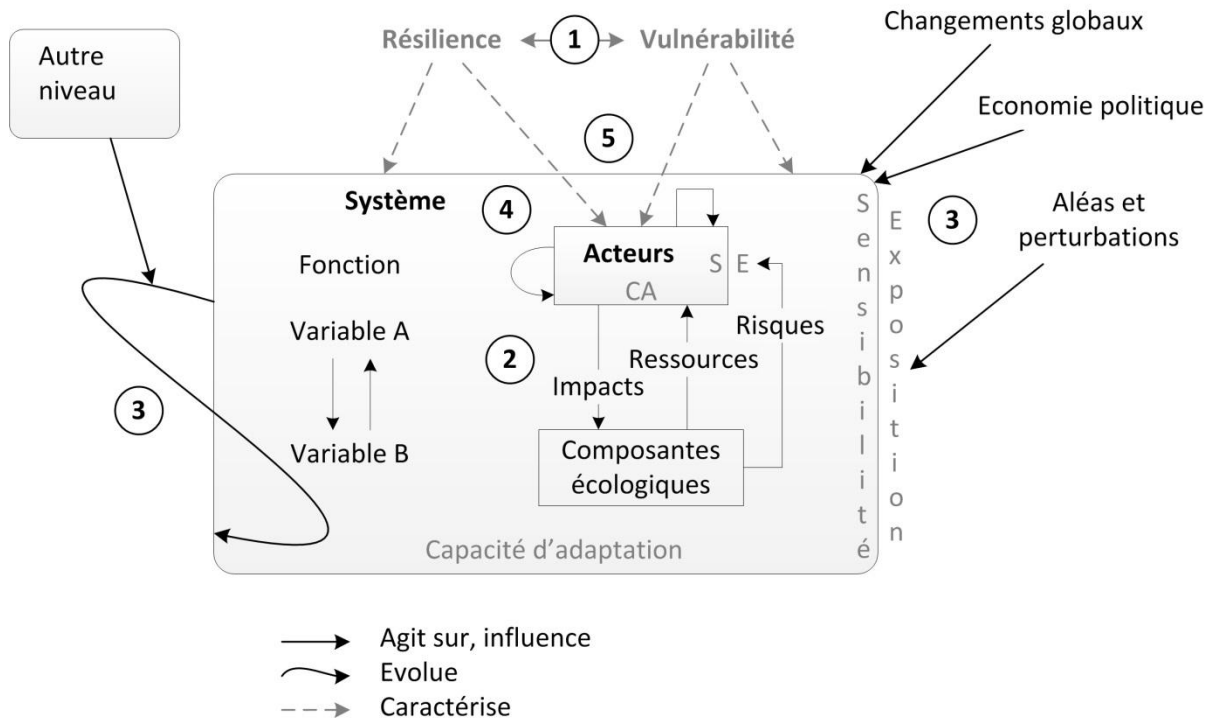 Changements globaux
Résilience
1
Vulnérabilité
Autre
niveau
Economie politique
5
Système
4
3
Aléas et
perturbations
Fonction
Acteurs
S E
CA
Sensibilité
Exposition
Variable A
2
Risques
Ressources
Impacts
3
Variable B
Composantes
écologiques
Capacité d’adaptation
Agit sur, influence
Evolue
Caractérise